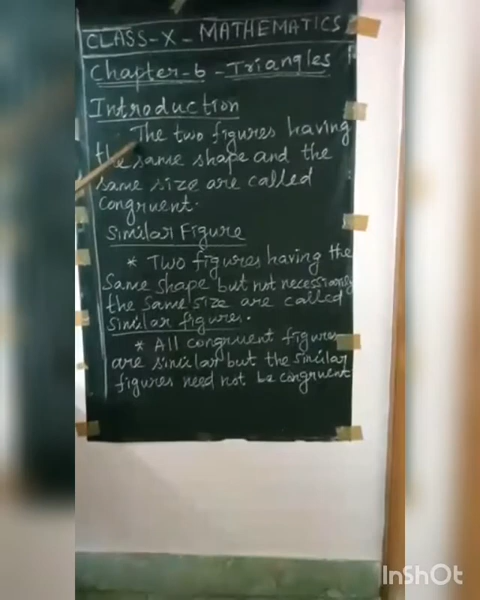 CLASS-X- MATHEMATICS
Chapter-6-Triangles
Introduction
The two figures having
the same shape and the
same size are called
congruent.
Similar Figure
* Two figures having the
same shape but not necessarily
the same size are called
similar figures.
* All congruent figures
are similar but the similar
figures need not be congruent
InShOt